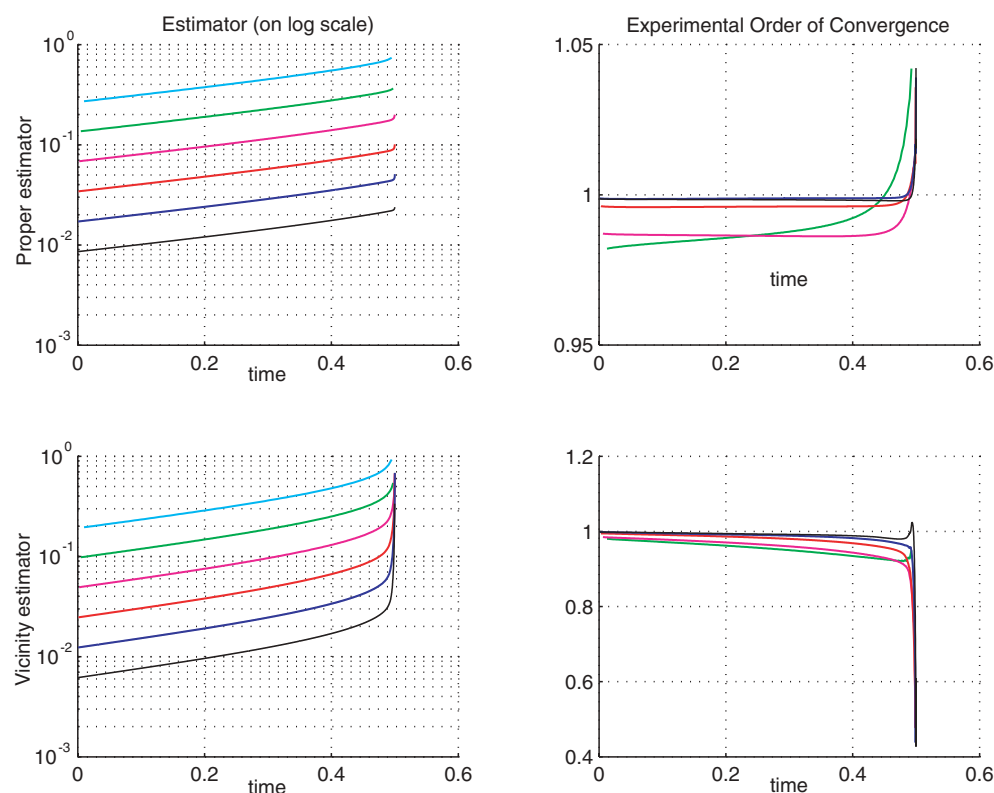 Estimator (on log scale)
10^0
10^-1
10^-2
10^-3
Proper estimator
0 0.2 0.4 0.6
time
Experimental Order of Convergence
1.05
1
0.95
time
0 0.2 0.4 0.6
10^0
10^-1
10^-2
10^-3
Vicinity estimator
0 0.2 0.4 0.6
time
1.2
1
0.8
0.6
0.4
0 0.2 0.4 0.6
time